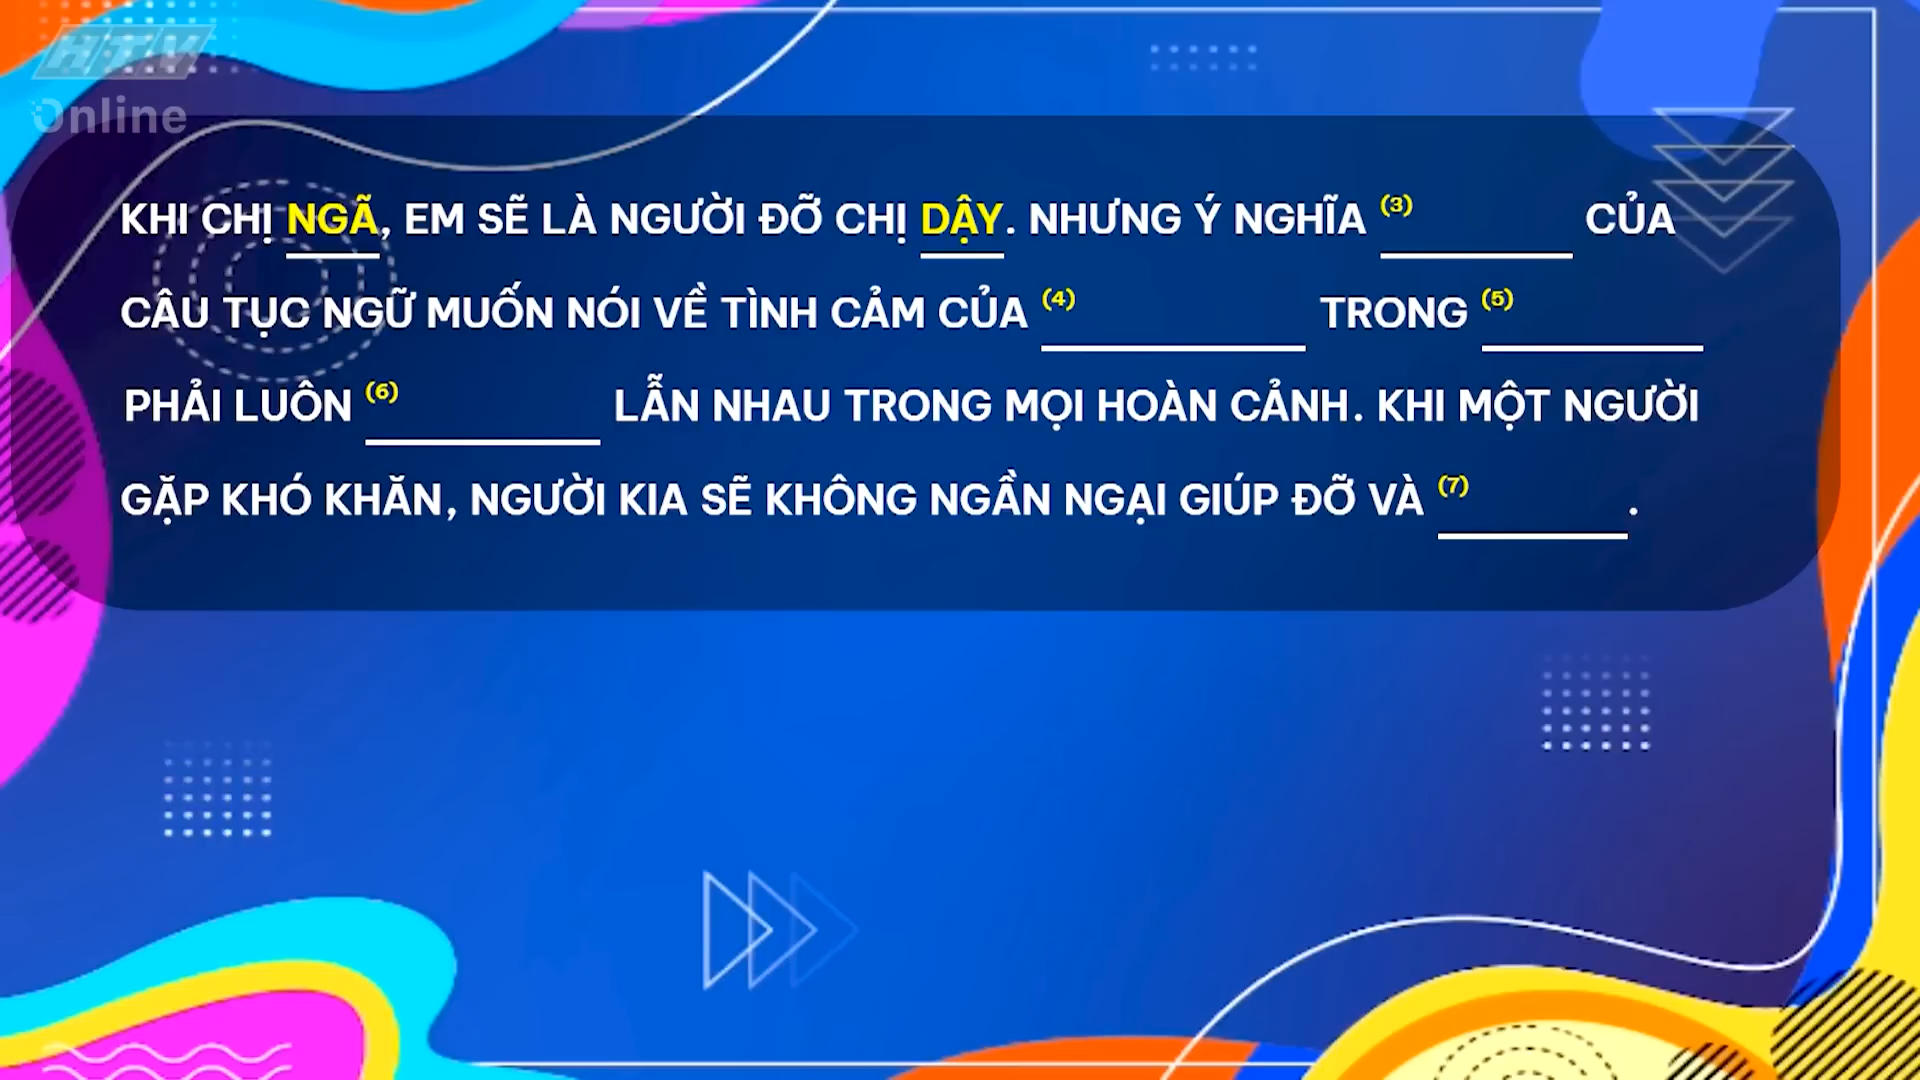 HTV
Online
KHI CHỊ NGÃ, EM SẼ LÀ NGƯỜI ĐỠ CHỊ DẬY. NHƯNG Ý NGHĨA (3) ________ CỦA
CÂU TỤC NGỮ MUỐN NÓI VỀ TÌNH CẢM CỦA (4) ________ TRONG (5) ________
PHẢI LUÔN (6) ________ LẪN NHAU TRONG MỌI HOÀN CẢNH. KHI MỘT NGƯỜI
GẶP KHÓ KHĂN, NGƯỜI KIA SẼ KHÔNG NGẦN NGẠI GIÚP ĐỠ VÀ (7) ________.